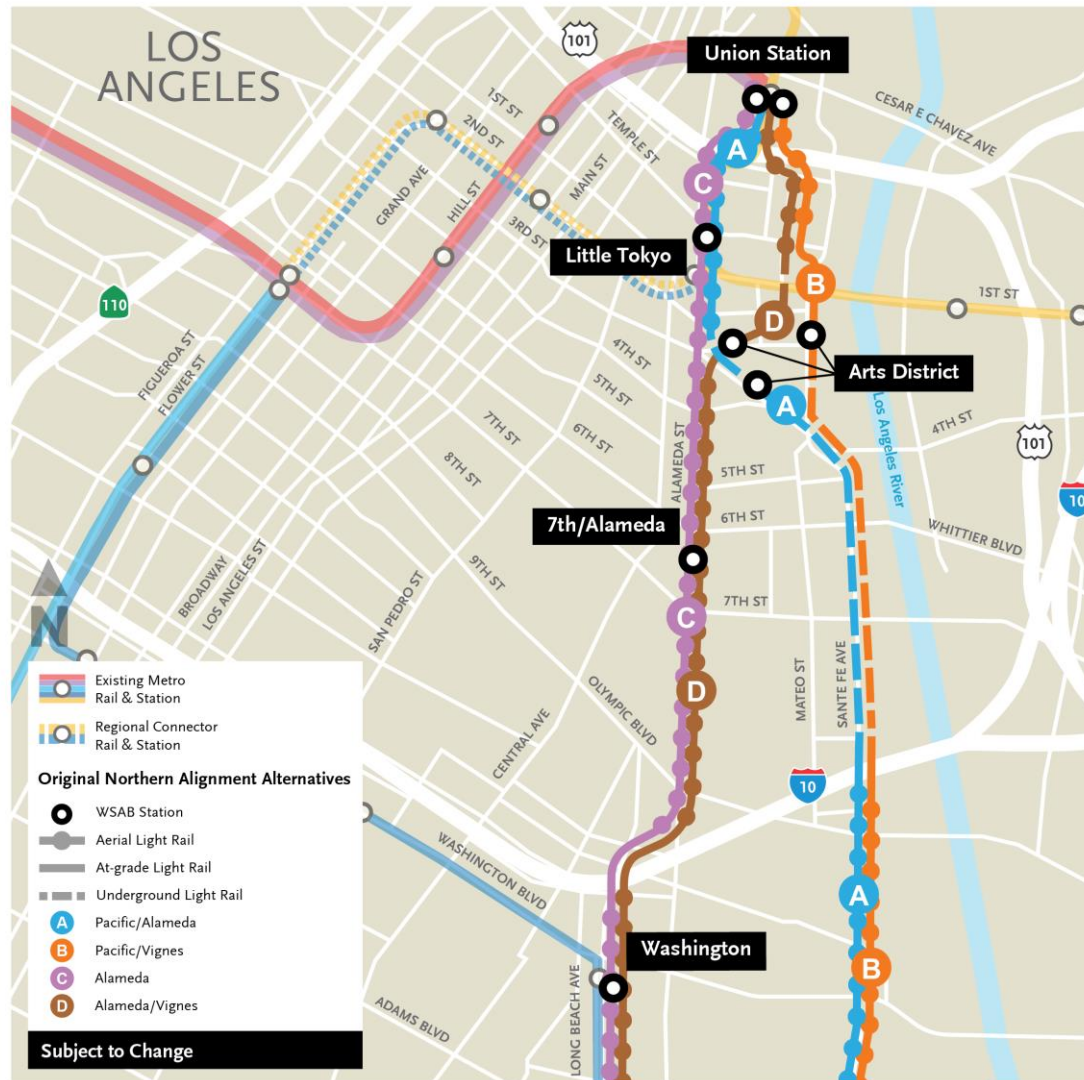 LOS
ANGELES
101
Union Station
CESAR E CHAVEZ AVE
1ST ST
2ND ST
TEMPLE ST
A
C
GRAND AVE
HILL ST
MAIN ST
3RD ST
Little Tokyo
B
110
1ST ST
D
Arts District
4TH ST
FIGUEROA ST
FLOWER ST
5TH ST
A
Los Angeles River
4TH ST
101
7TH ST
6TH ST
ALAMEDA ST
8TH ST
5TH ST
10
7th/Alameda
6TH ST
WHITTIER BLVD
BROADWAY
LOS ANGELES ST
9TH ST
SAN PEDRO ST
7TH ST
C
N
MATEO ST
SANTE FE AVE
D
OLYMPIC BLVD
CENTRAL AVE
10
WASHINGTON BLVD
A
Washington
B
LONG BEACH AVE
ADAMS BLVD
Existing Metro
Rail & Station
Regional Connector
Rail & Station
Original Northern Alignment Alternatives
WSAB Station
Aerial Light Rail
At-grade Light Rail
Underground Light Rail
A Pacific/Alameda
B Pacific/Vignes
C Alameda
D Alameda/Vignes
Subject to Change